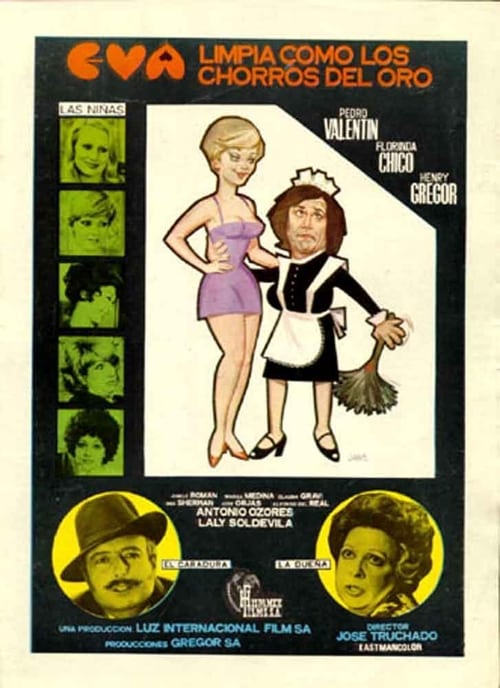 EVA LIMPIA COMO LOS
CHORROS DEL ORO
LAS NIÑAS
PEDRO
VALENTIN
FLORINDA
CHICO
HENRY
GREGOR
ROMAN MEDINA GRAVI
SHERMAN ORJAS REAL
ANTONIO OZORES
LALY SOLDEVILA
EL CARADURA
LA DUEÑA
UNA PRODUCCION LUZ INTERNACIONAL FILM SA
PRODUCCIONES GREGOR SA
DIRECTOR
JOSE TRUCHADO
EASTMANCOLOR